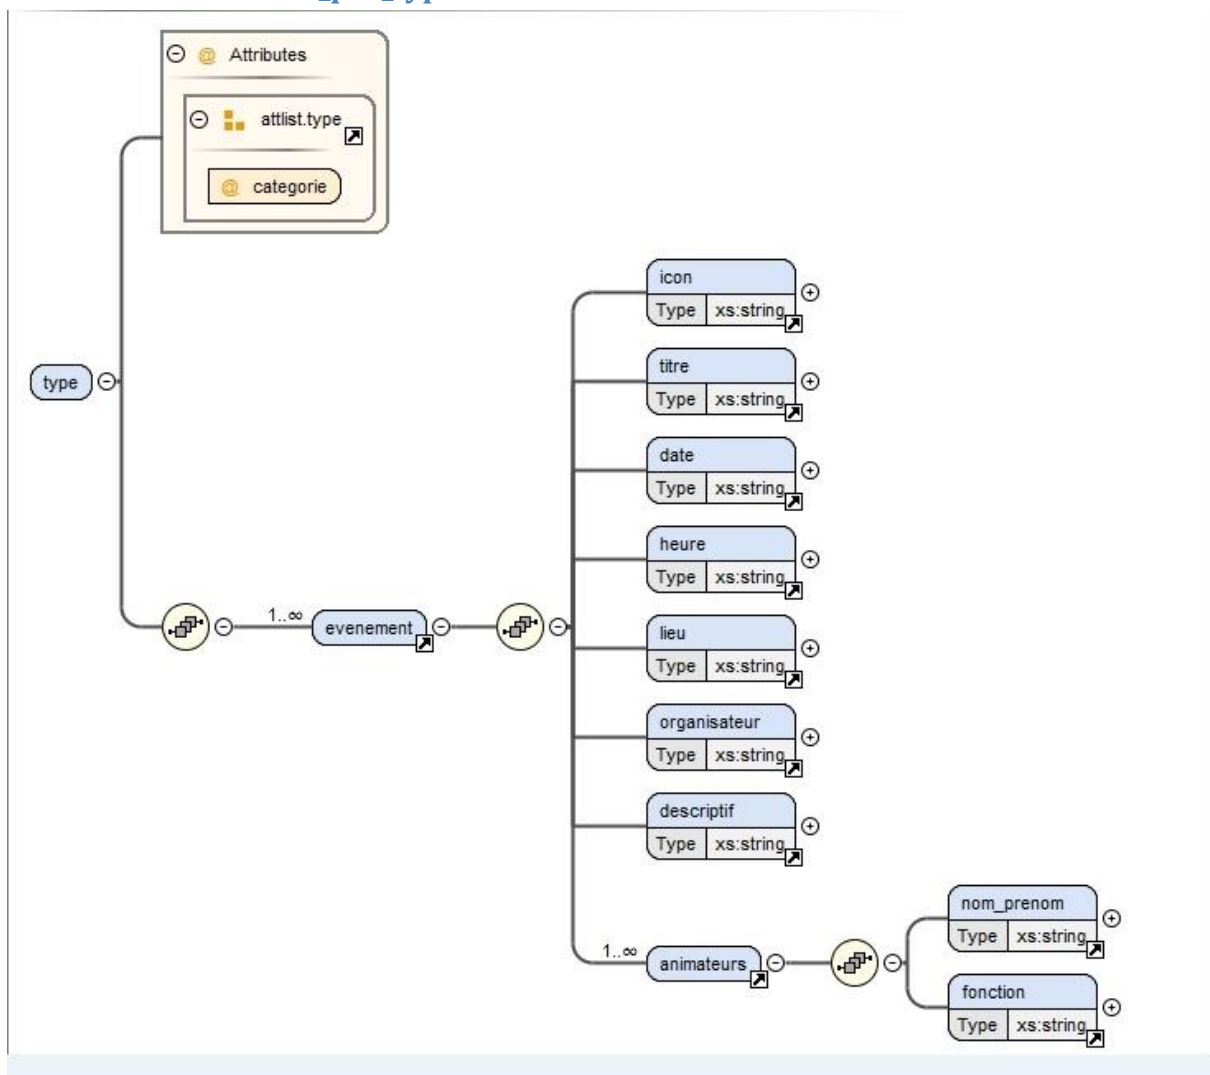 @ Attributes
attlist.type
@ categorie
icon
Type xs:string
titre
Type xs:string
date
Type xs:string
heure
Type xs:string
lieu
Type xs:string
organisateur
Type xs:string
descriptif
Type xs:string
type
1..∞ evenement
1..∞ animateurs
nom_prenom
Type xs:string
fonction
Type xs:string